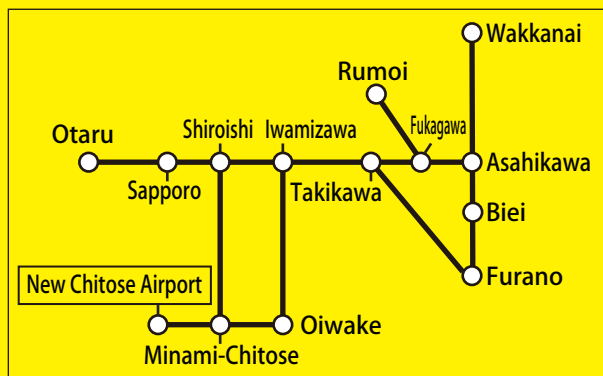 Wakkanai
Rumoi
Otaru
Shiroishi
Iwamizawa
Fukagawa
Sapporo
Takikawa
Asahikawa
Biei
Furano
New Chitose Airport
Oiwake
Minami-Chitose